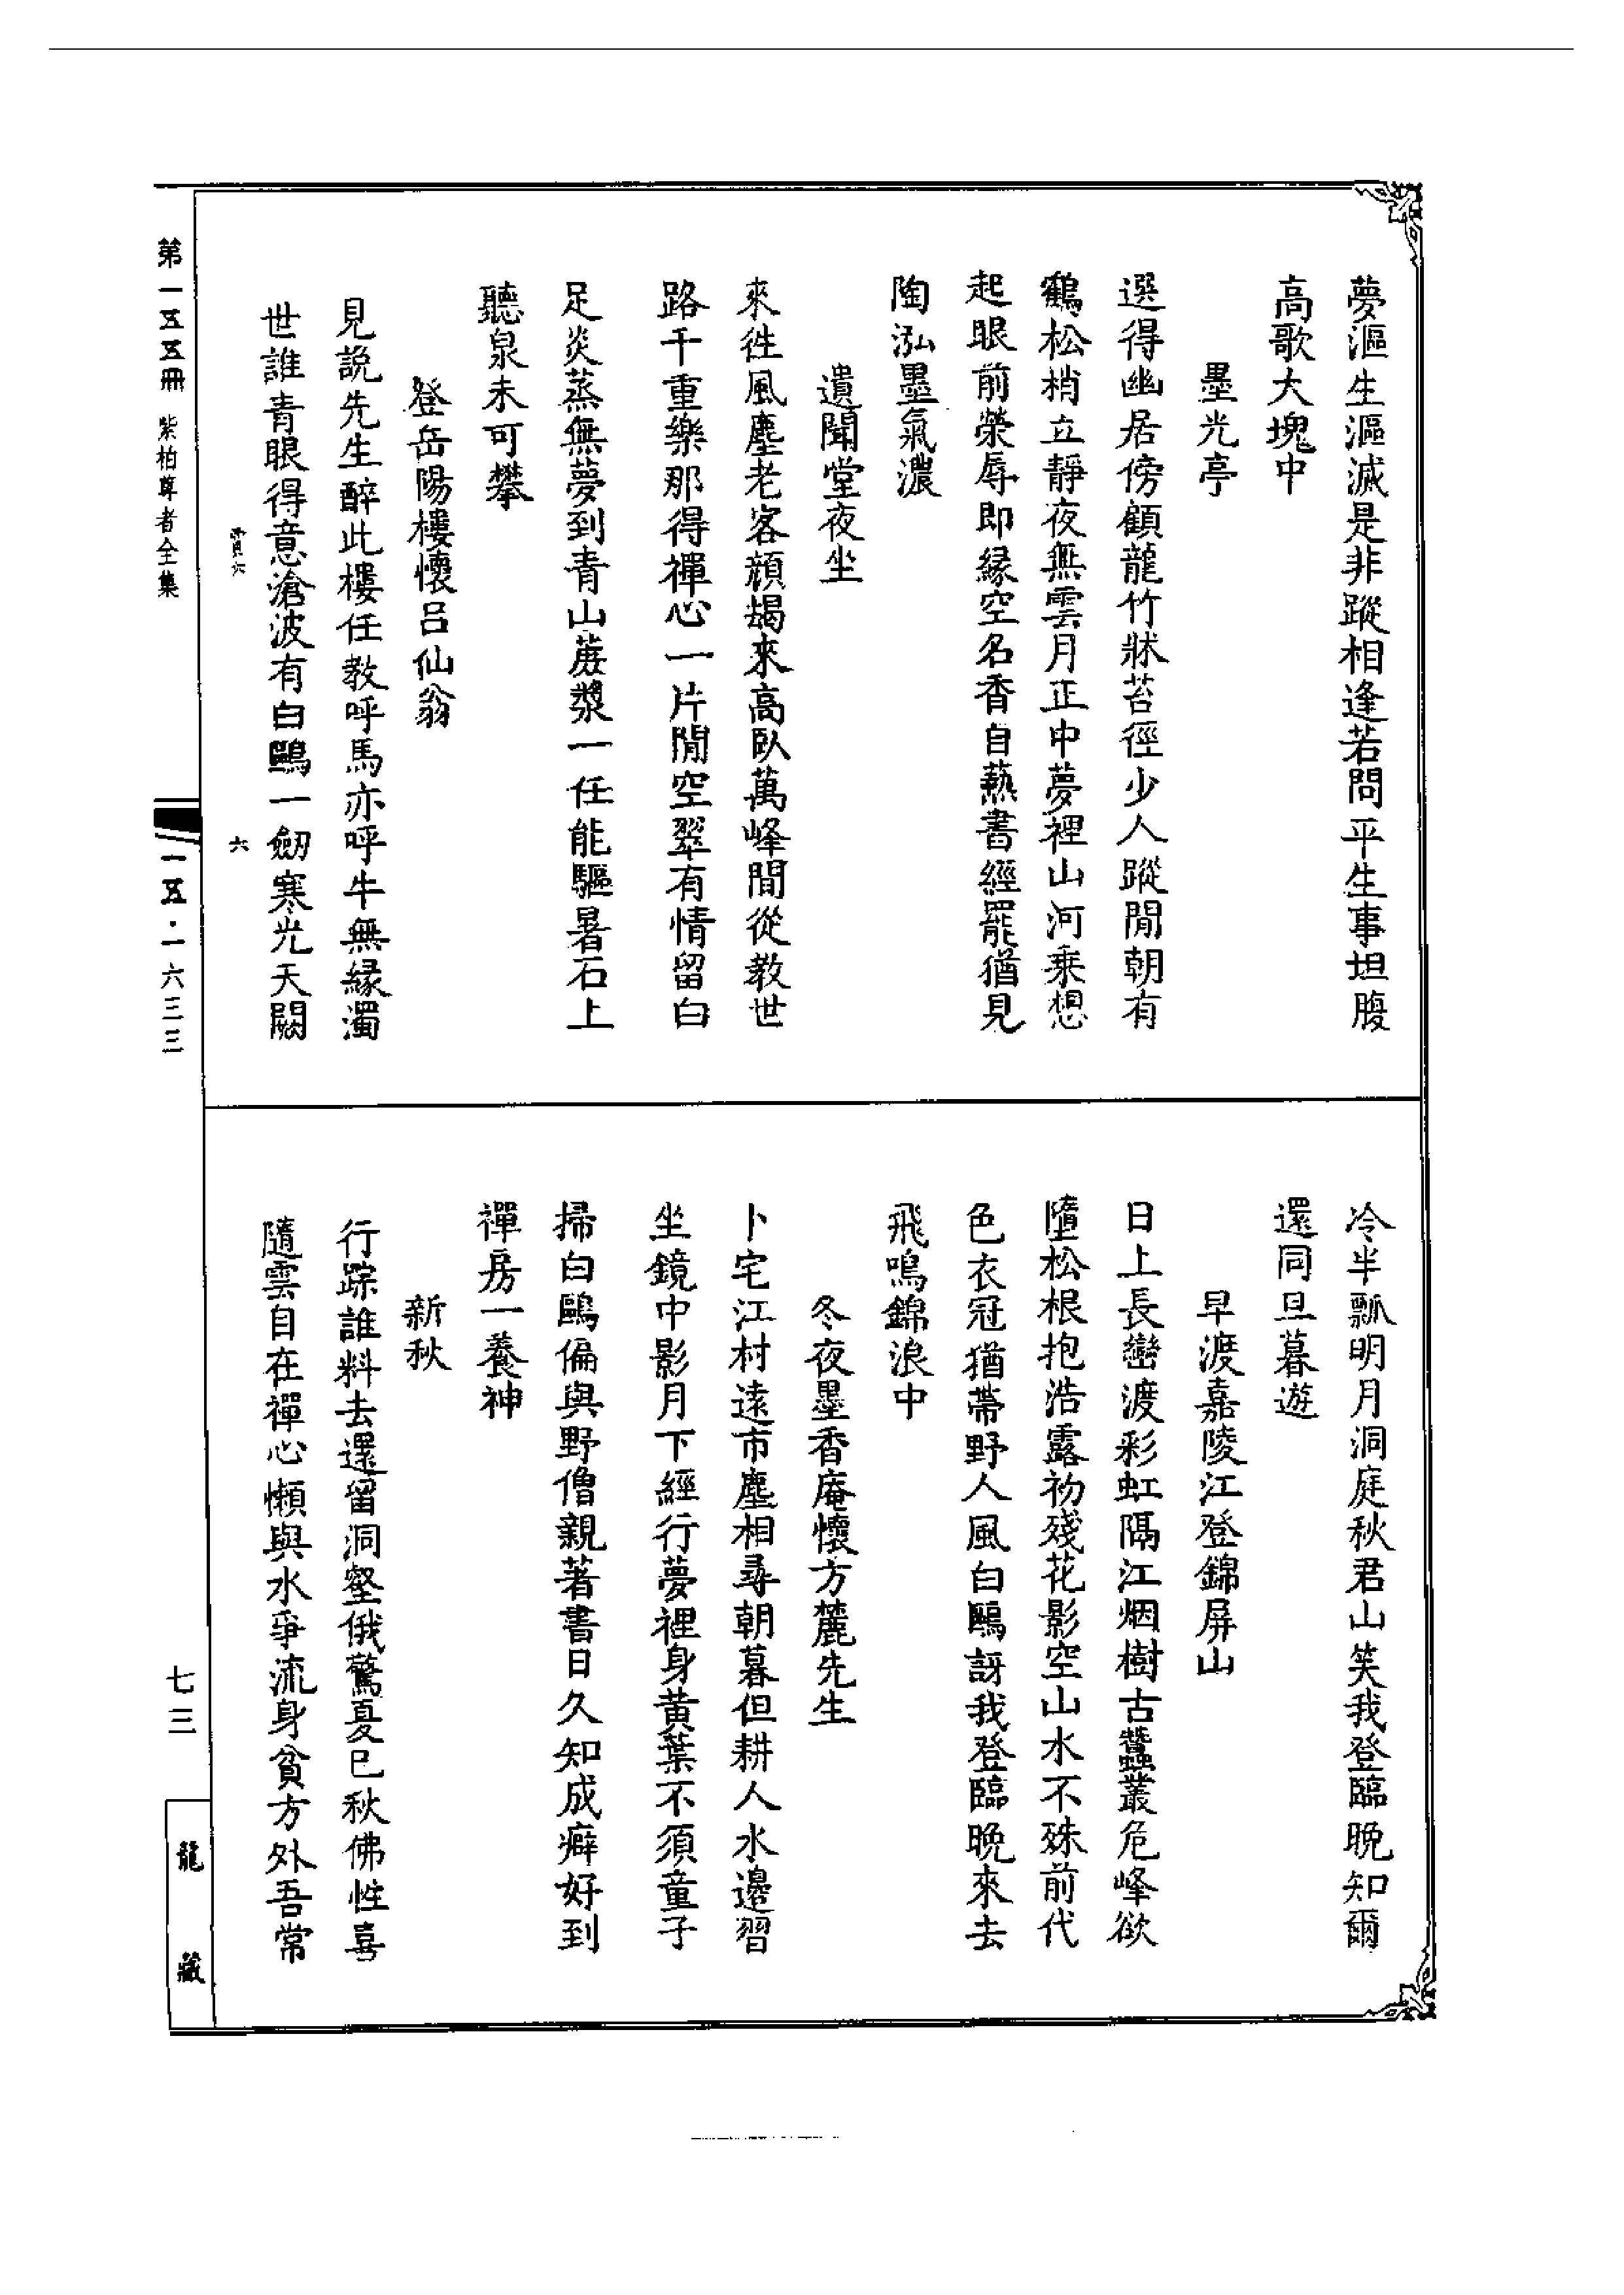 夢漚生漚滅是非蹤相逢若問平生事坦腹
高歌大塊中
墨光亭
選得幽居傍顧龍竹牀苔徑少人蹤閒朝有
鶴松梢立靜夜無雲月正中夢裡山河乘想
起眼前榮辱即緣空名香自爇書經罷猶見
陶泓墨氣濃
遺聞堂夜坐
來徃風塵老客顏朅來高臥萬峰間從教世
路千重樂那得禪心一片閒空翠有情留白
足炎蒸無夢到青山蔗漿一任能驅暑石上
聽泉未可攀
登岳陽樓懷呂仙翁
見說先生醉此樓任教呼馬亦呼牛無緣濁
世誰青眼得意滄波有白鷗一劒寒光天闕
六
冷半瓢明月洞庭秋君山笑我登臨晚知爾
還同旦暮遊
早渡嘉陵江登錦屏山
日上長巒渡彩虹隔江烟樹古蠶叢危峰欲
墮松根抱浩露初殘花影空山水不殊前代
色衣冠猶帶野人風白鷗訝我登臨晚來去
飛鳴錦浪中
冬夜墨香庵懷方麓先生
卜宅江村遠市塵相尋朝暮但耕人水邊習
坐鏡中影月下經行夢裡身黃葉不須童子
掃白鷗偏與野僧親著書日久知成癖好到
禪房一養神
新秋
行踪誰料去還留洞壑俄驚夏已秋佛性喜
隨雲自在禪心懶與水爭流身貧方外吾常
第一五五冊 紫柏尊者全集
一五五·一六三三
七三
龍藏